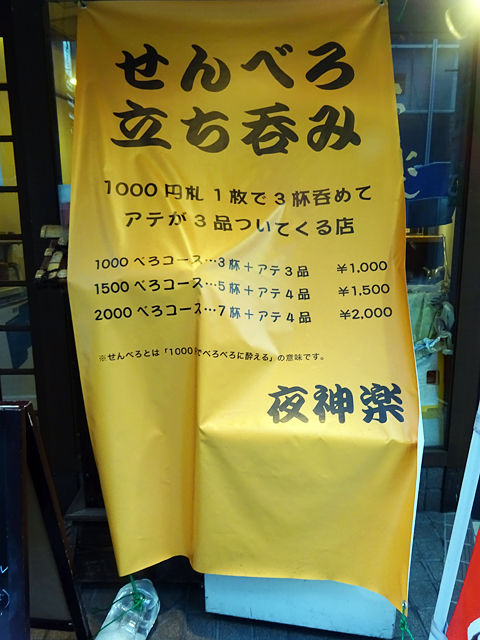 せんべろ
立ち呑み
1000円札1枚で3杯呑めて
アテが3品ついてくる店
1000べろコース…3杯+アテ3品 ¥1,000
1500べろコース…5杯+アテ4品 ¥1,500
2000べろコース…7杯+アテ4品 ¥2,000
※せんべろとは「1000円でべろべろに酔える」の意味です。
夜神楽